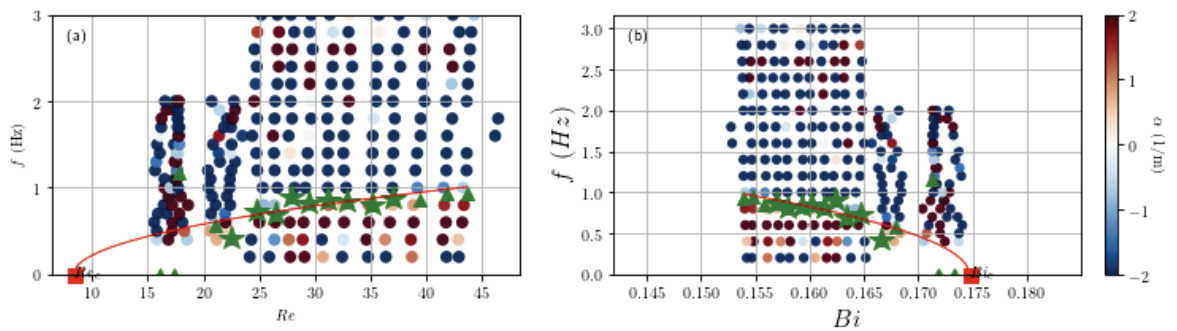 (a)
3
2
1
0
f (Hz)
10 15 20 25 30 35 40 45
Re
Re_c
(b)
3.0
2.5
2.0
1.5
1.0
0.5
0.0
f (Hz)
0.145 0.150 0.155 0.160 0.165 0.170 0.175 0.180
Bi
Bi_c
2
1
0
−1
−2
α (1/m)